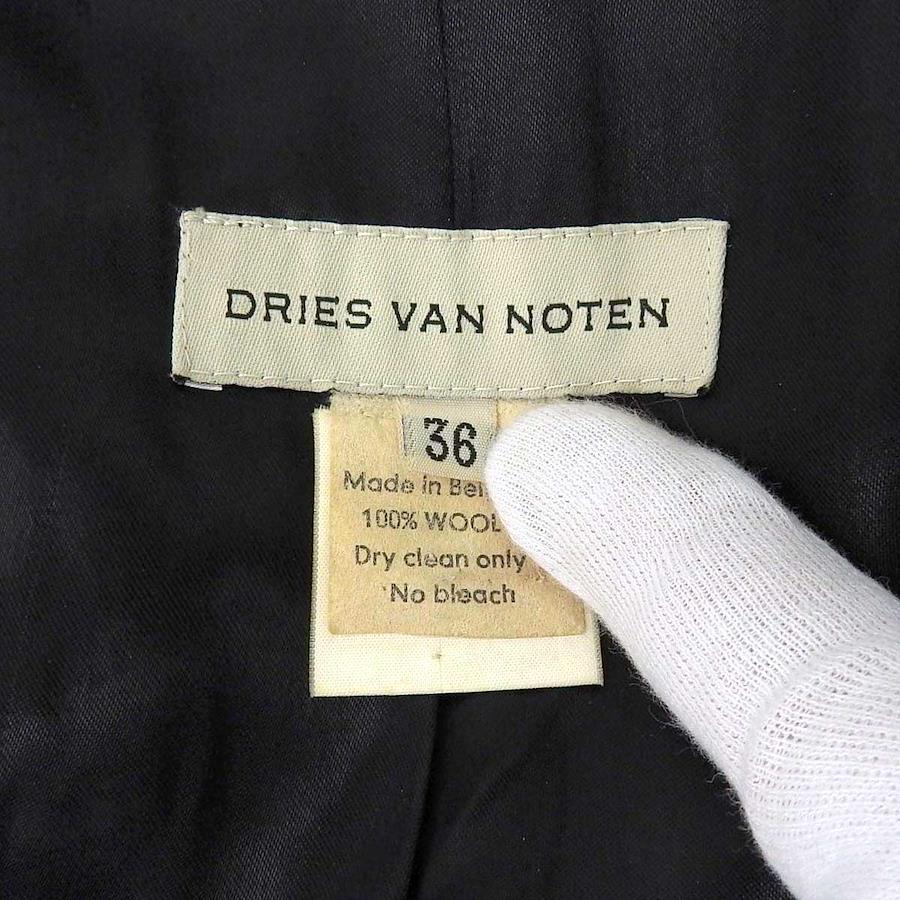 DRIES VAN NOTEN
36
Made in Bel
100% WOOL
Dry clean only
No bleach